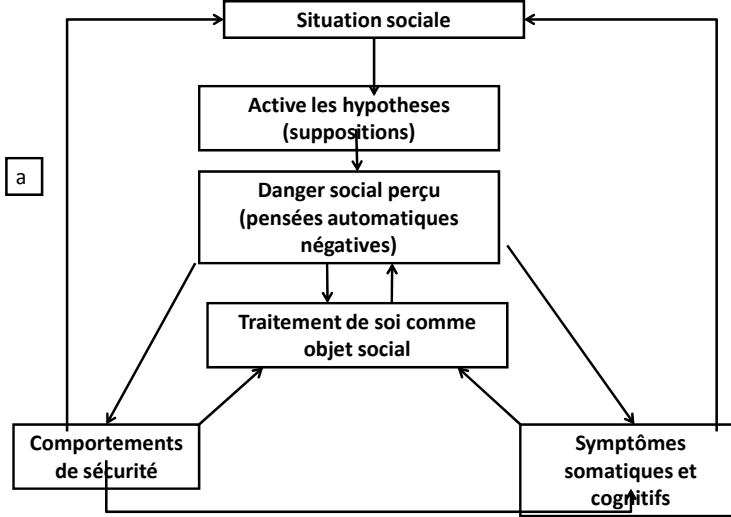 Situation sociale
Active les hypotheses
(suppositions)
a
Danger social perçu
(pensées automatiques
négatives)
Traitement de soi comme
objet social
Comportements
de sécurité
Symptômes
somatiques et
cognitifs